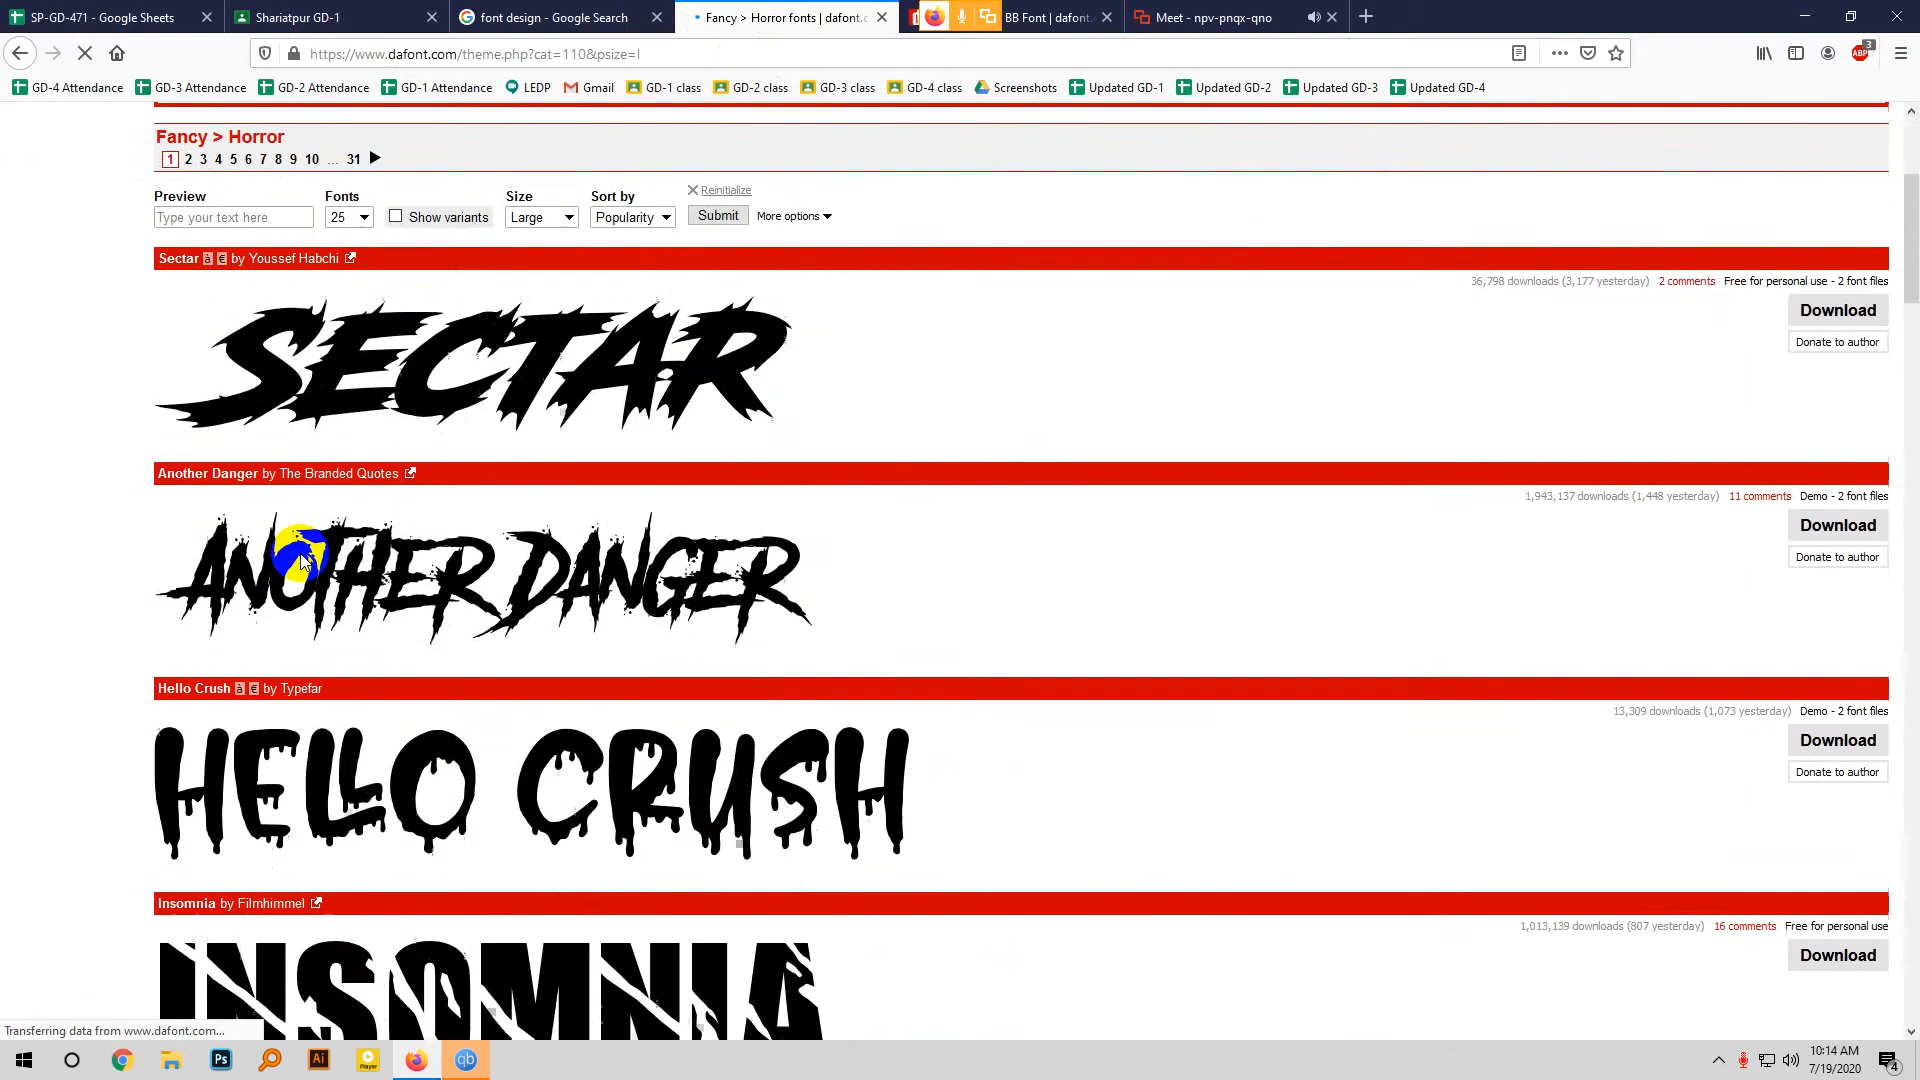 SP-GD-471 - Google Sheets
Shariatpur GD-1
font design - Google Search
Fancy > Horror fonts | dafont.c
BB Font | dafont.
Meet - npv-pnqx-qno
https://www.dafont.com/theme.php?cat=110&psize=l
3
GD-4 Attendance
GD-3 Attendance
GD-2 Attendance
GD-1 Attendance
LEDP
Gmail
GD-1 class
GD-2 class
GD-3 class
GD-4 class
Screenshots
Updated GD-1
Updated GD-2
Updated GD-3
Updated GD-4
Fancy > Horror
1 2 3 4 5 6 7 8 9 10 ... 31
Preview
Fonts
Size
Sort by
Reinitialize
Type your text here
25
Show variants
Large
Popularity
Submit
More options
Sectar à € by Youssef Habchi
36,798 downloads (3,177 yesterday) 2 comments Free for personal use - 2 font files
SECTAR
Download
Donate to author
Another Danger by The Branded Quotes
1,943,137 downloads (1,448 yesterday) 11 comments Demo - 2 font files
ANOTHER DANGER
Download
Donate to author
Hello Crush à € by Typefar
13,309 downloads (1,073 yesterday) Demo - 2 font files
HELLO CRUSH
Download
Donate to author
Insomnia by Filmhimmel
1,013,139 downloads (807 yesterday) 16 comments Free for personal use
INSOMNIA
Download
Transferring data from www.dafont.com...
Ps
Ai
Player
qb
10:14 AM
7/19/2020
4